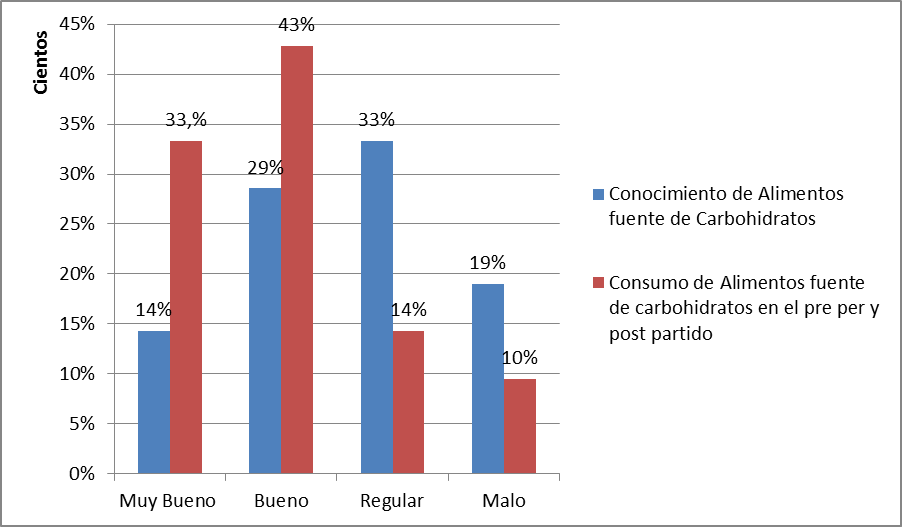 Cientos
45%
40%
35%
30%
25%
20%
15%
10%
5%
0%
14%
33,%
29%
43%
33%
14%
19%
10%
Muy Bueno
Bueno
Regular
Malo
Conocimiento de Alimentos
fuente de Carbohidratos
Consumo de Alimentos fuente
de carbohidratos en el pre per y
post partido